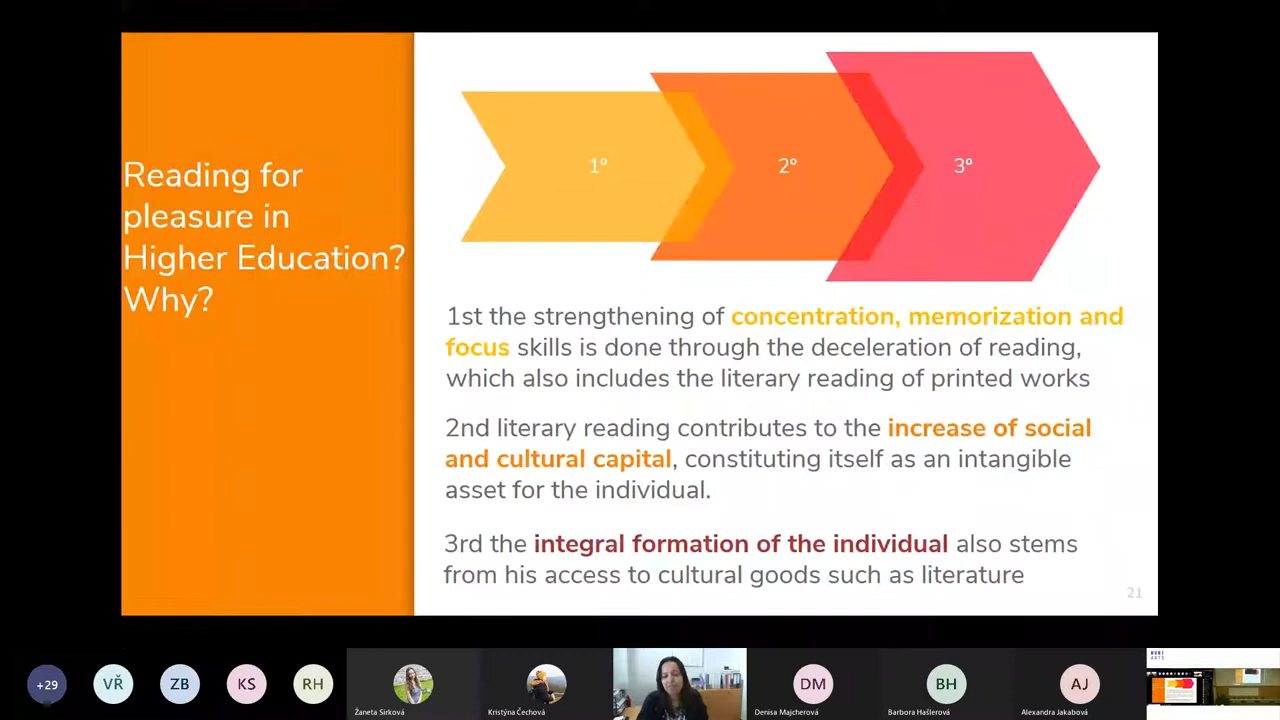 Reading for
pleasure in
Higher Education?
Why?
1º
2º
3º
1st the strengthening of concentration, memorization and
focus skills is done through the deceleration of reading,
which also includes the literary reading of printed works
2nd literary reading contributes to the increase of social
and cultural capital, constituting itself as an intangible
asset for the individual.
3rd the integral formation of the individual also stems
from his access to cultural goods such as literature
21
+29
VŘ
ZB
KS
RH
Žaneta Sirková
Kristýna Čechová
DM
Denisa Majcherová
BH
Barbora Hašlerová
AJ
Alexandra Jakabová
MUNI
ARTS